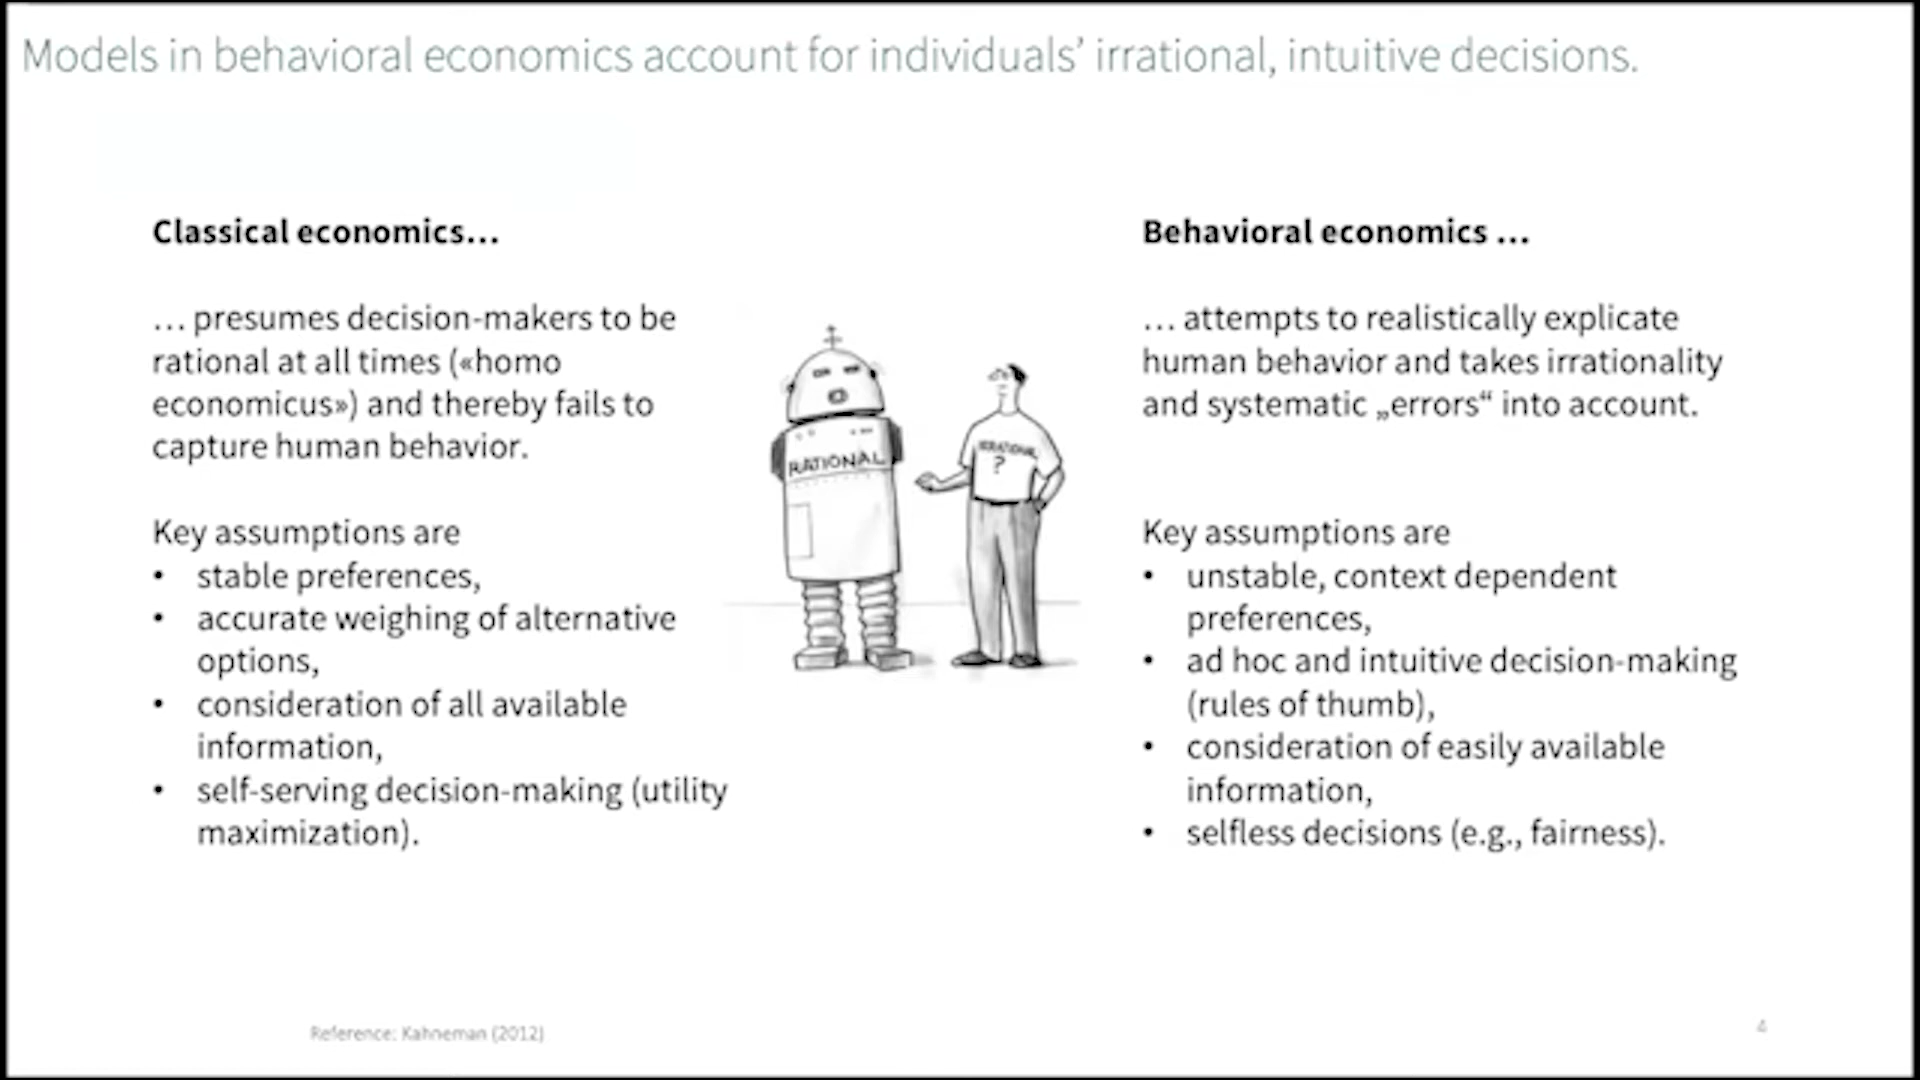 Models in behavioral economics account for individuals’ irrational, intuitive decisions.
Classical economics…
… presumes decision-makers to be
rational at all times («homo
economicus») and thereby fails to
capture human behavior.
Key assumptions are
• stable preferences,
• accurate weighing of alternative
options,
• consideration of all available
information,
• self-serving decision-making (utility
maximization).
RATIONAL
IRRATIONAL
?
Behavioral economics …
… attempts to realistically explicate
human behavior and takes irrationality
and systematic „errors“ into account.
Key assumptions are
• unstable, context dependent
preferences,
• ad hoc and intuitive decision-making
(rules of thumb),
• consideration of easily available
information,
• selfless decisions (e.g., fairness).
Reference: Kahneman (2012)
4